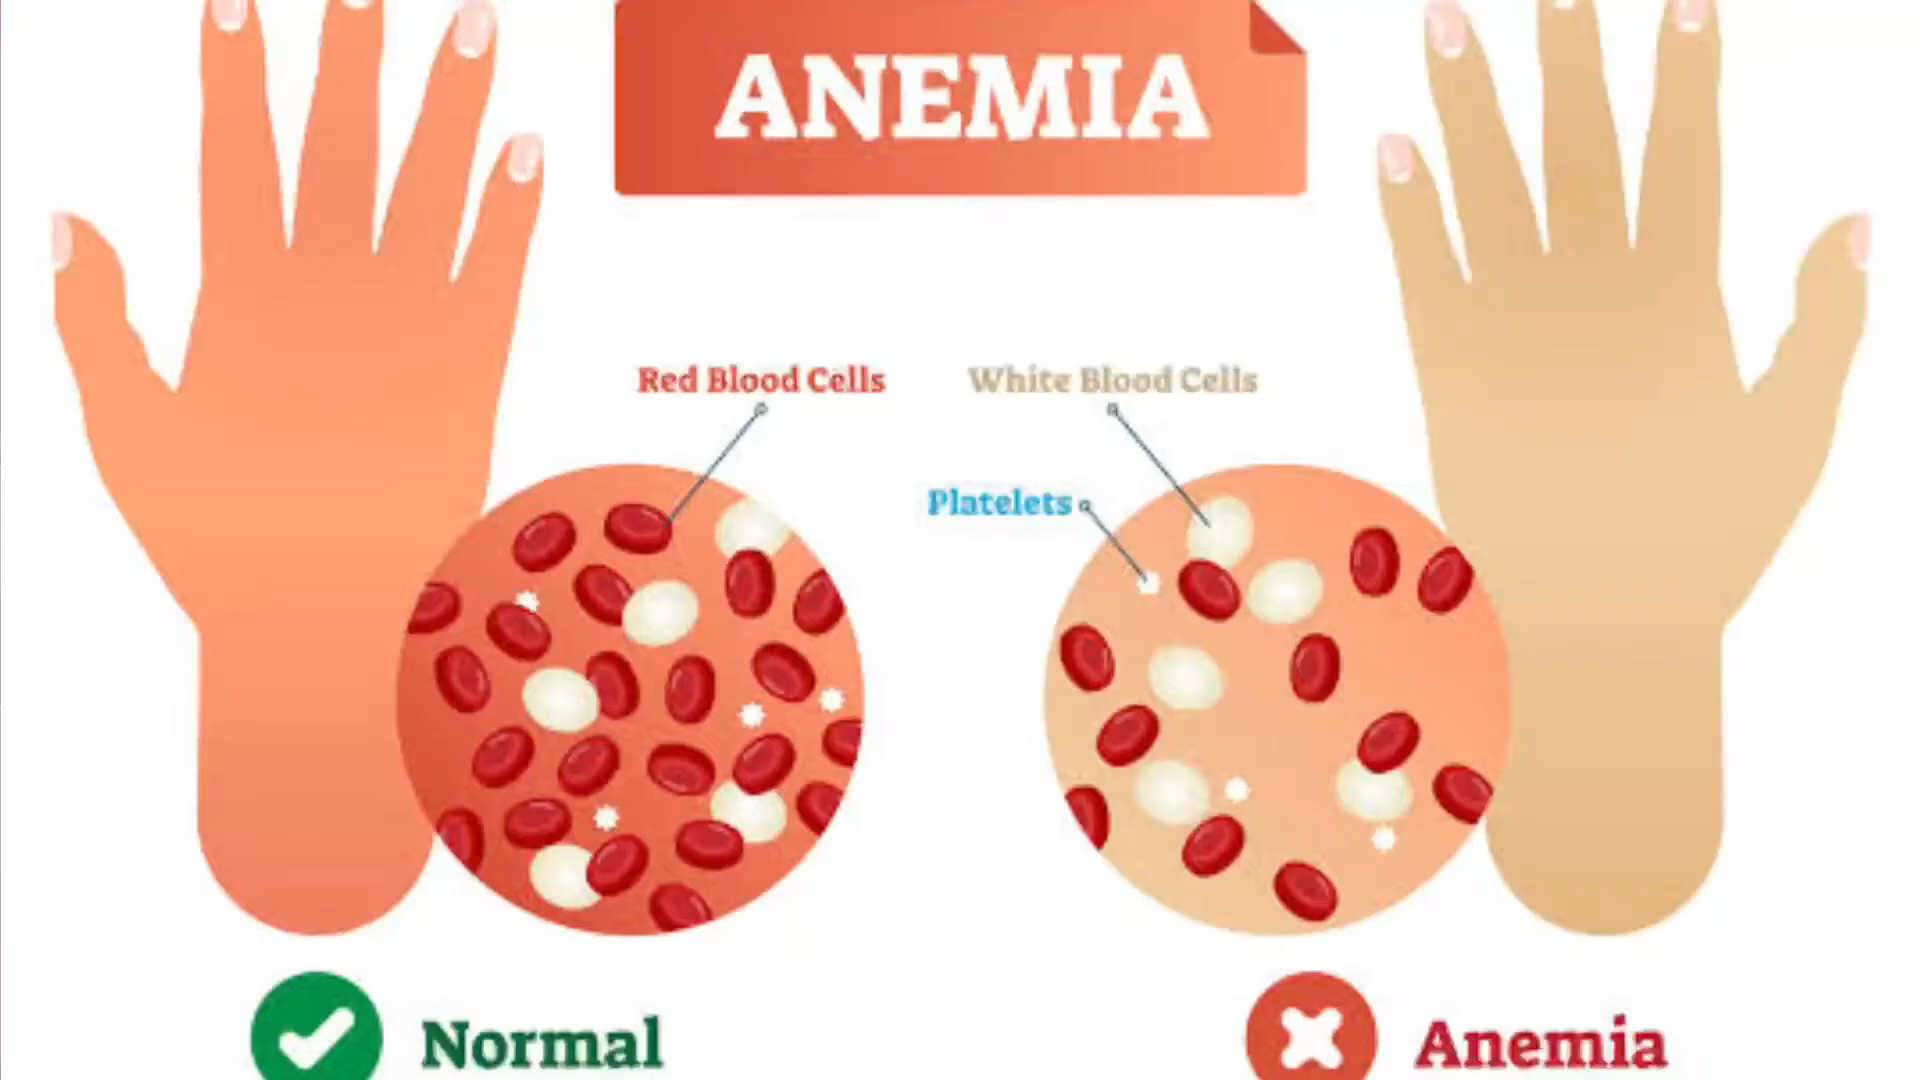 ANEMIA
Red Blood Cells
White Blood Cells
Platelets
Normal
Anemia